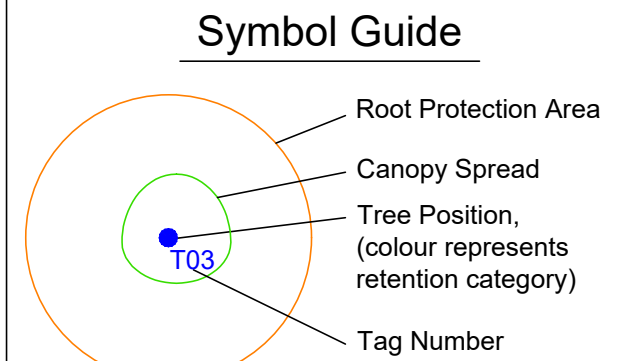 Symbol Guide
Root Protection Area
Canopy Spread
Tree Position,
(colour represents
retention category)
T03
Tag Number